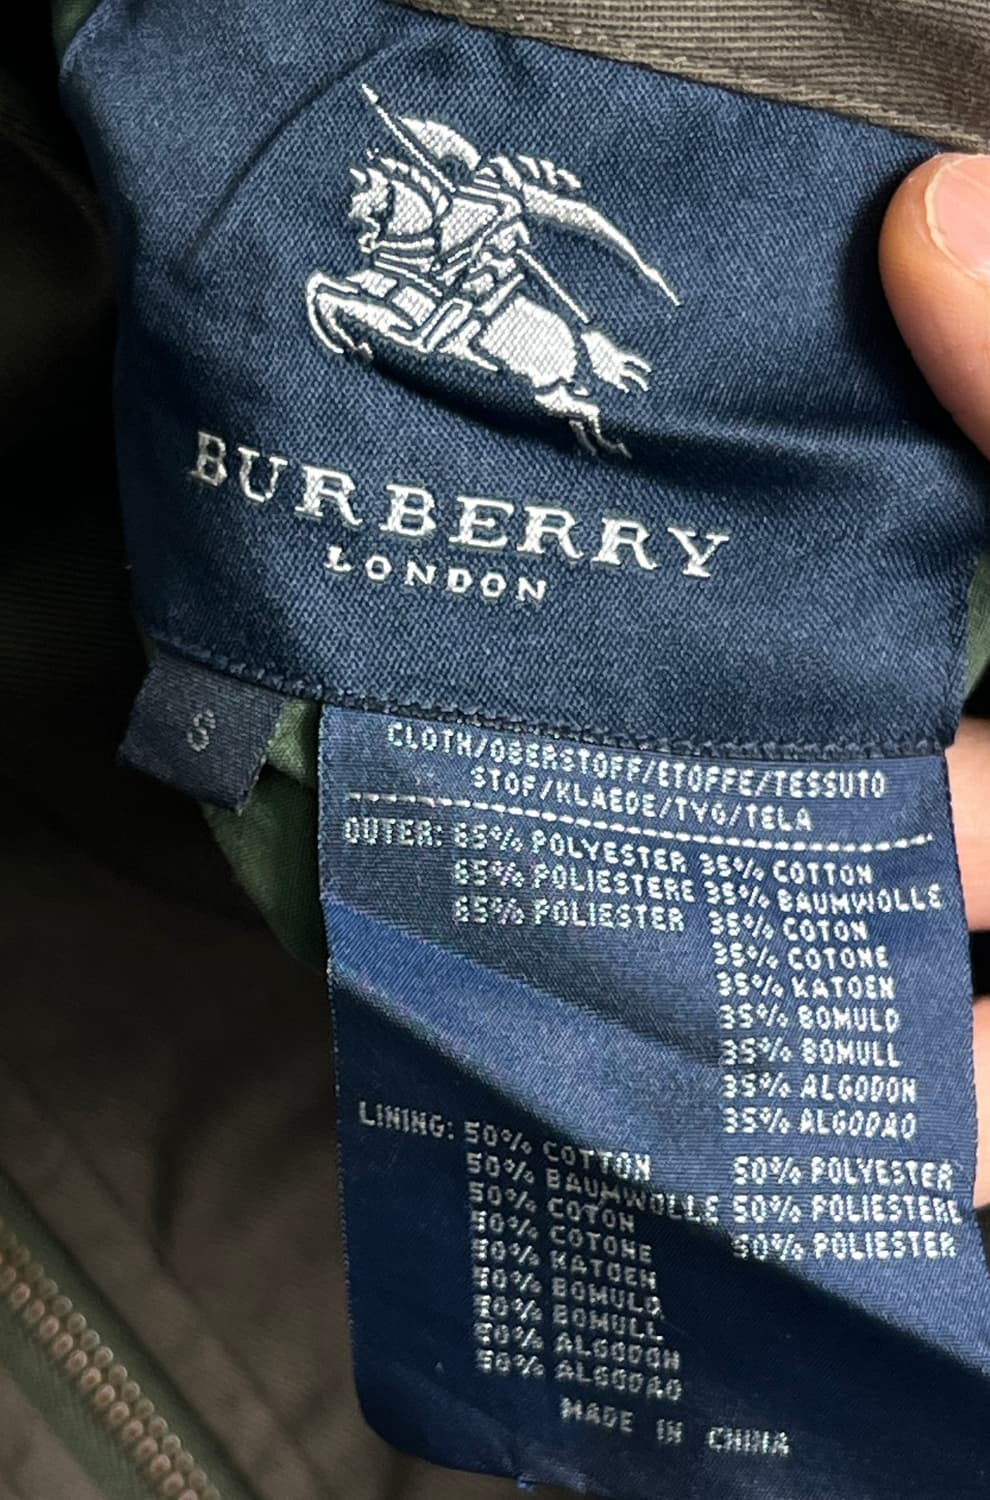 BURBERRY
LONDON
S
CLOTH/OBERSTOFF/ETOFFE/TESSUTO
STOF/KLAEDE/TYG/TELA
OUTER: 65% POLYESTER 35% COTTON
65% POLIESTERE 35% BAUMWOLLE
65% POLIESTER 35% COTON
35% COTONE
35% KATOEN
35% BOMULD
35% BOMULL
35% ALGODON
35% ALGODAO
LINING: 50% COTTON 50% POLYESTER
50% BAUMWOLLE 50% POLIESTERE
50% COTON 50% POLIESTER
50% COTONE
50% KATOEN
50% BOMULD
50% BOMULL
50% ALGODON
50% ALGODAO
MADE IN CHINA